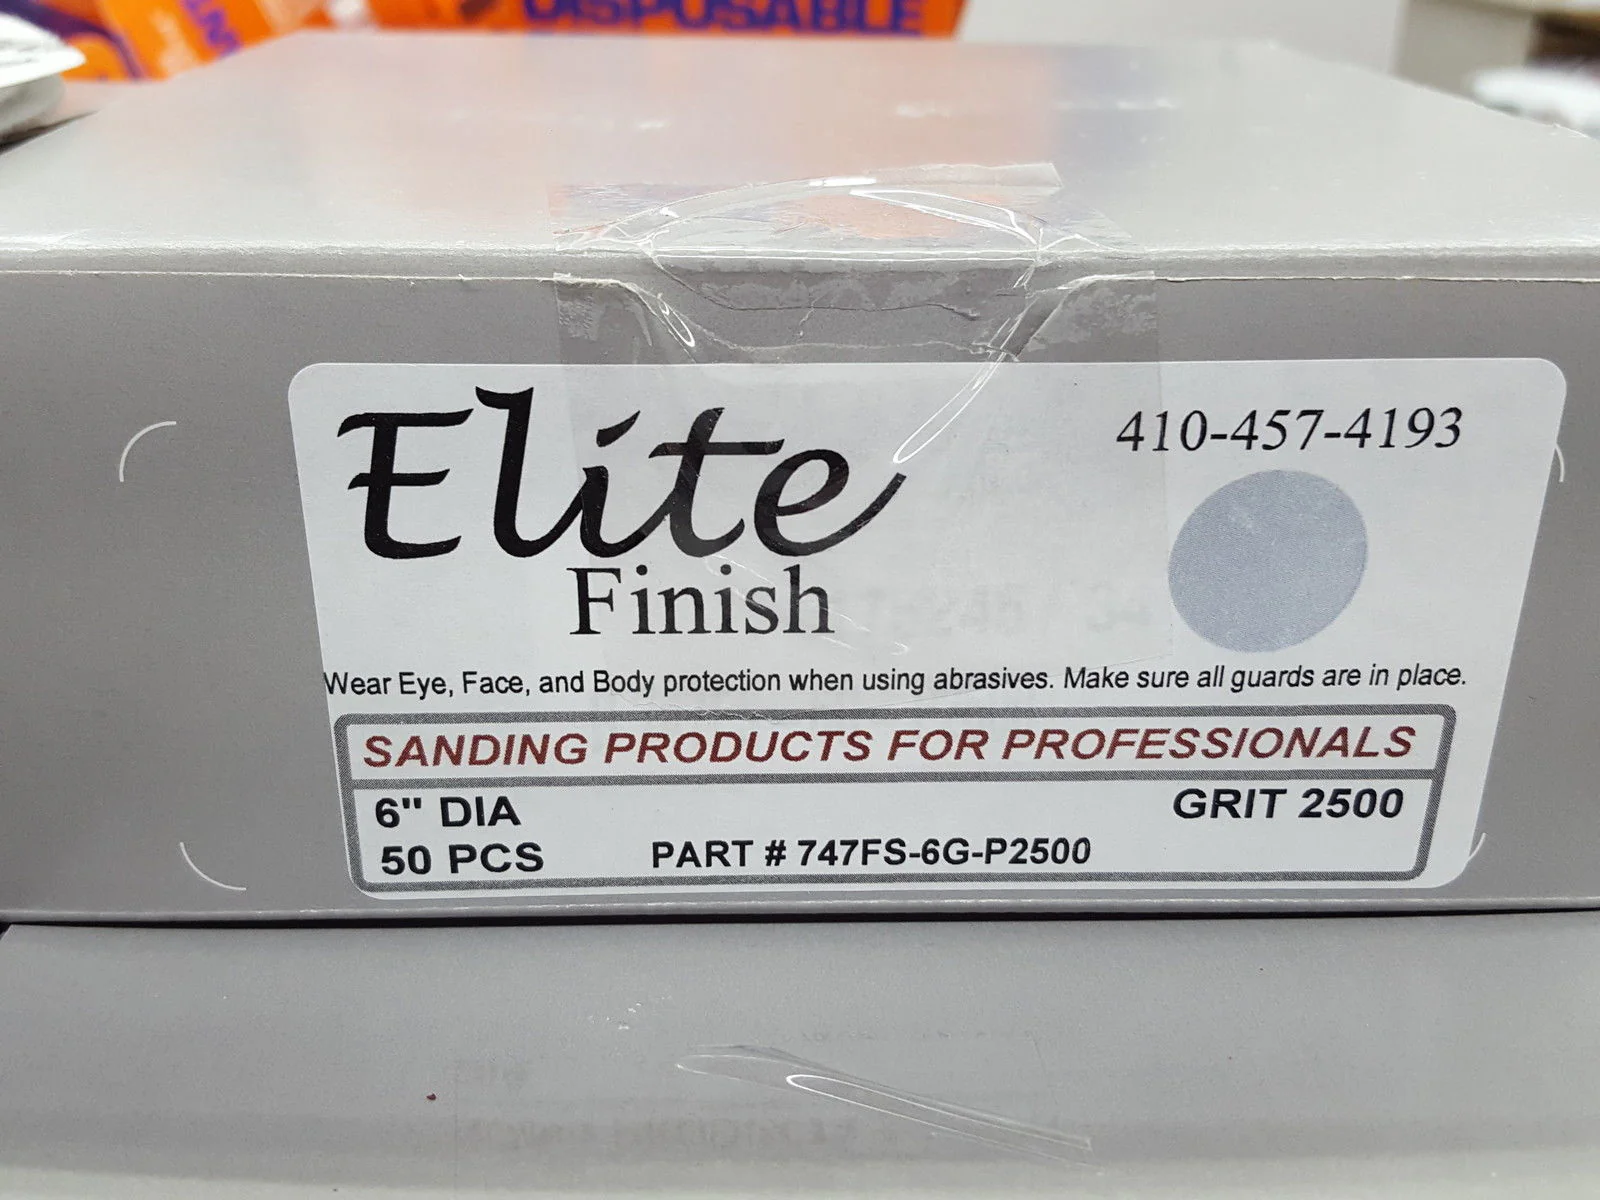 DISPOSABLE
Elite
Finish
410-457-4193
Wear Eye, Face, and Body protection when using abrasives. Make sure all guards are in place.
SANDING PRODUCTS FOR PROFESSIONALS
6" DIA
GRIT 2500
50 PCS
PART # 747FS-6G-P2500